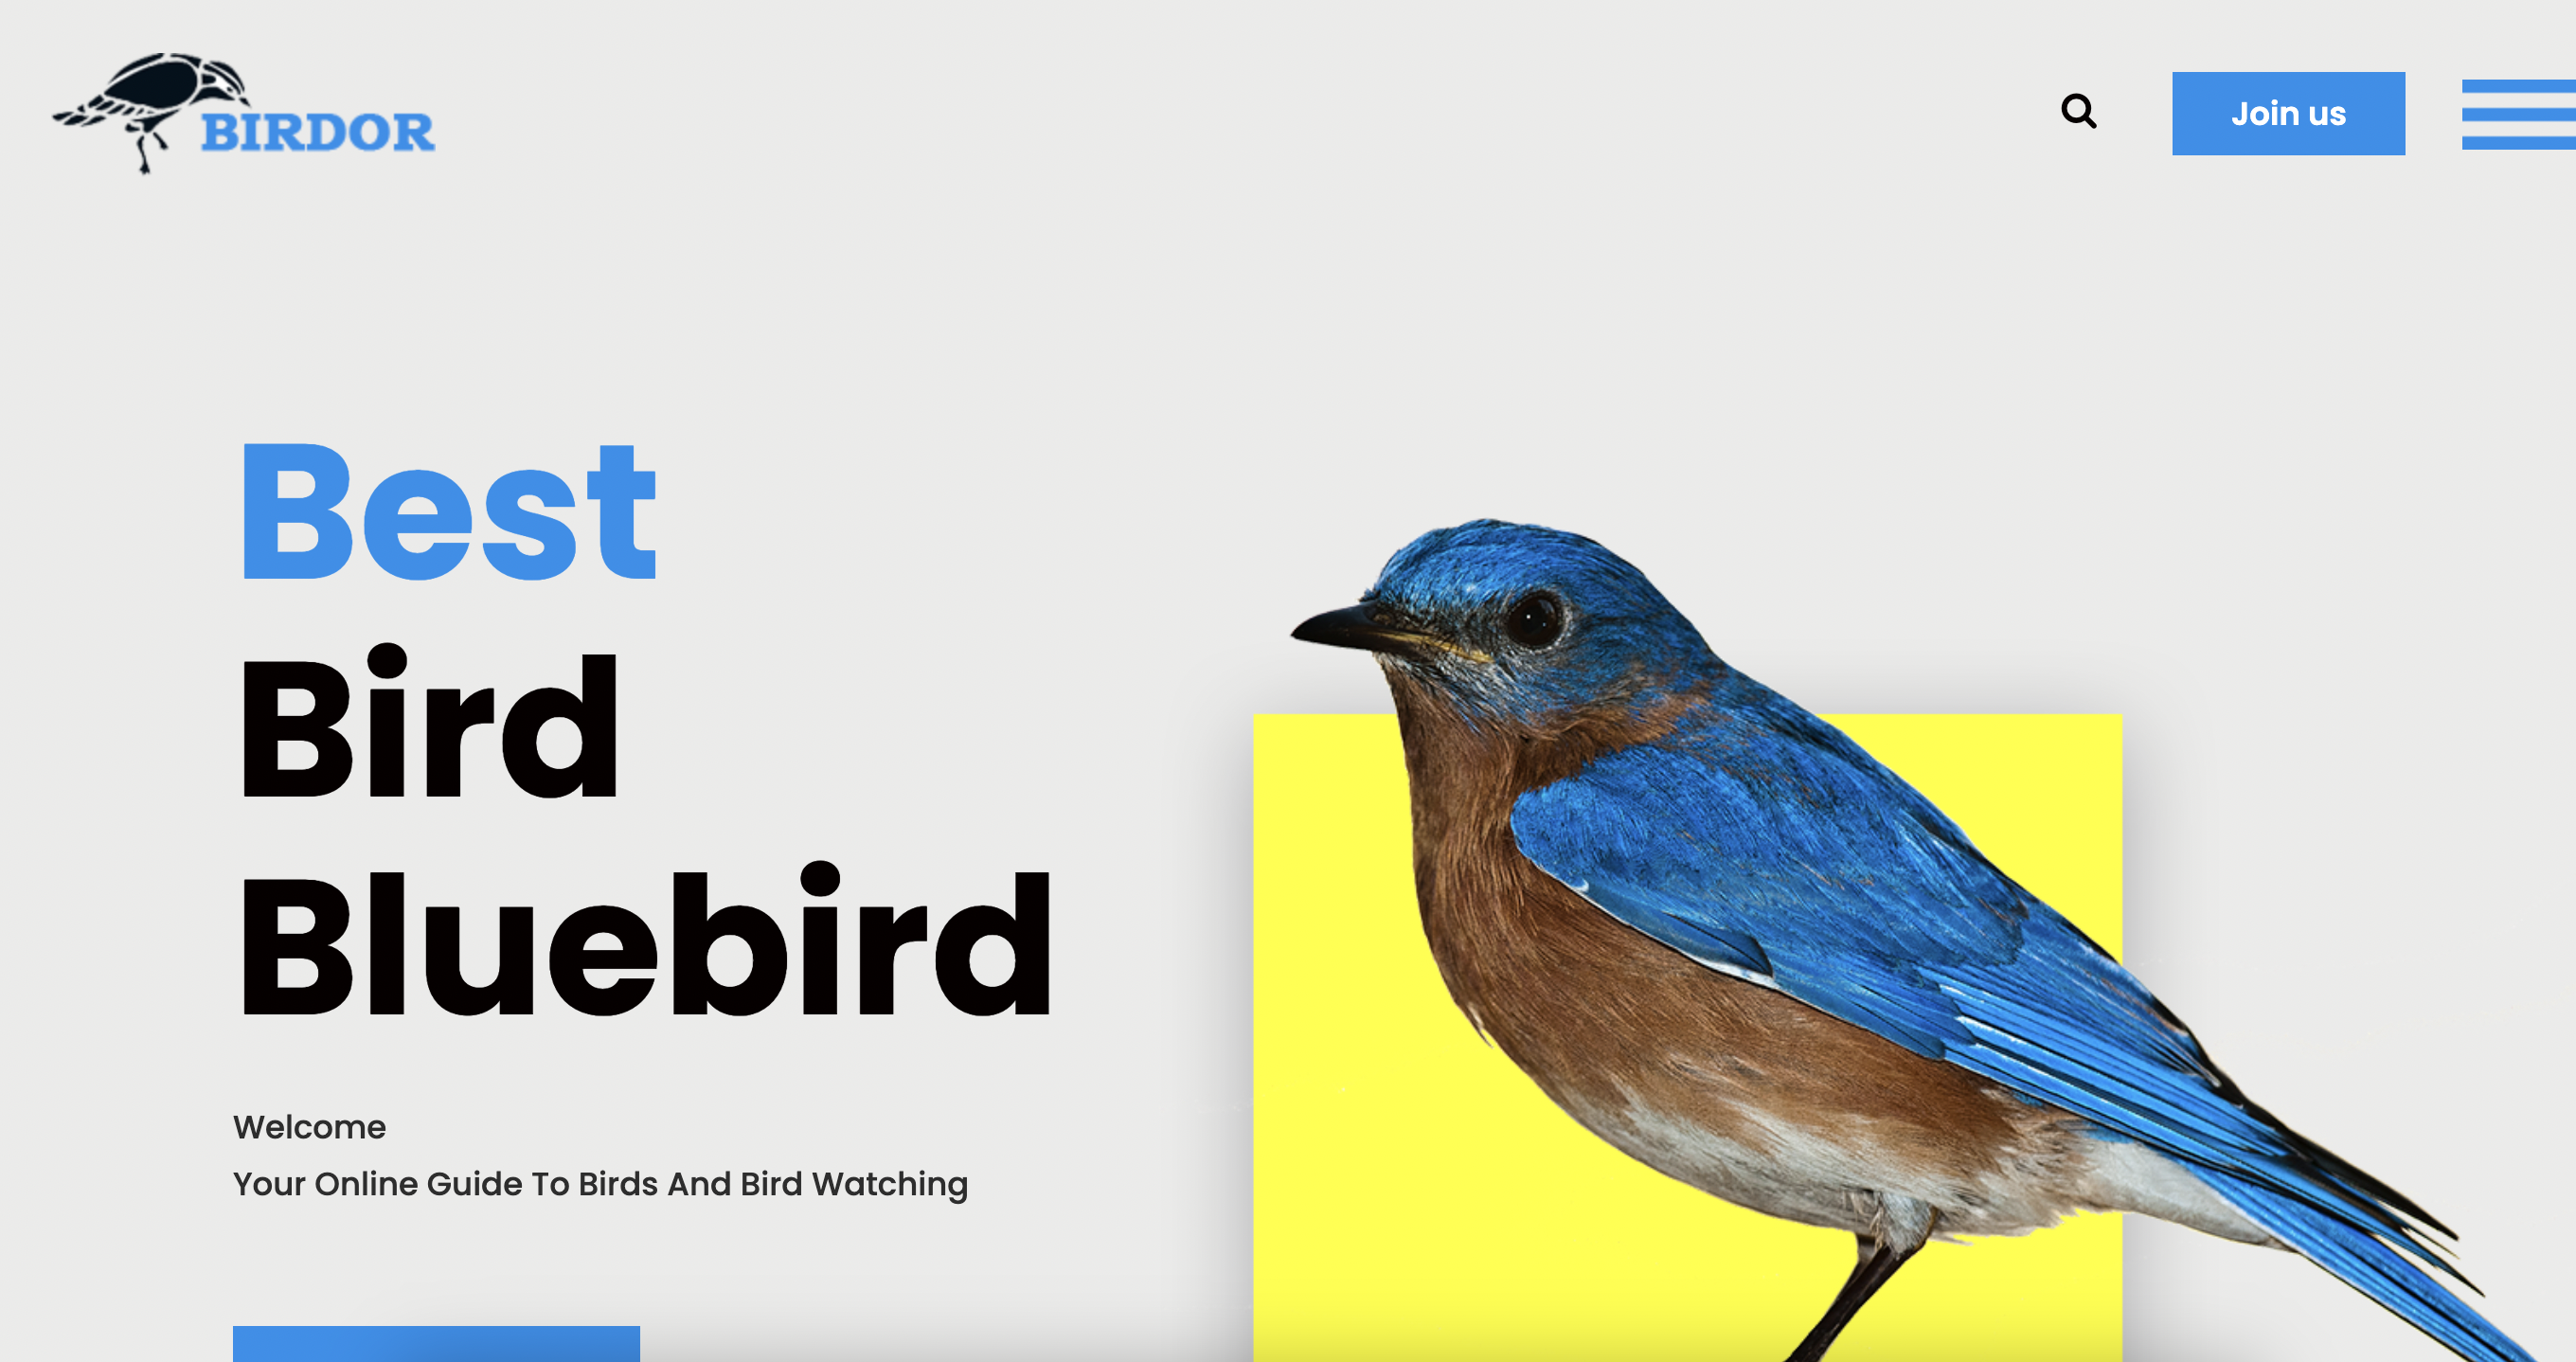 BIRDOR
Join us
Best
Bird
Bluebird
Welcome
Your Online Guide To Birds And Bird Watching